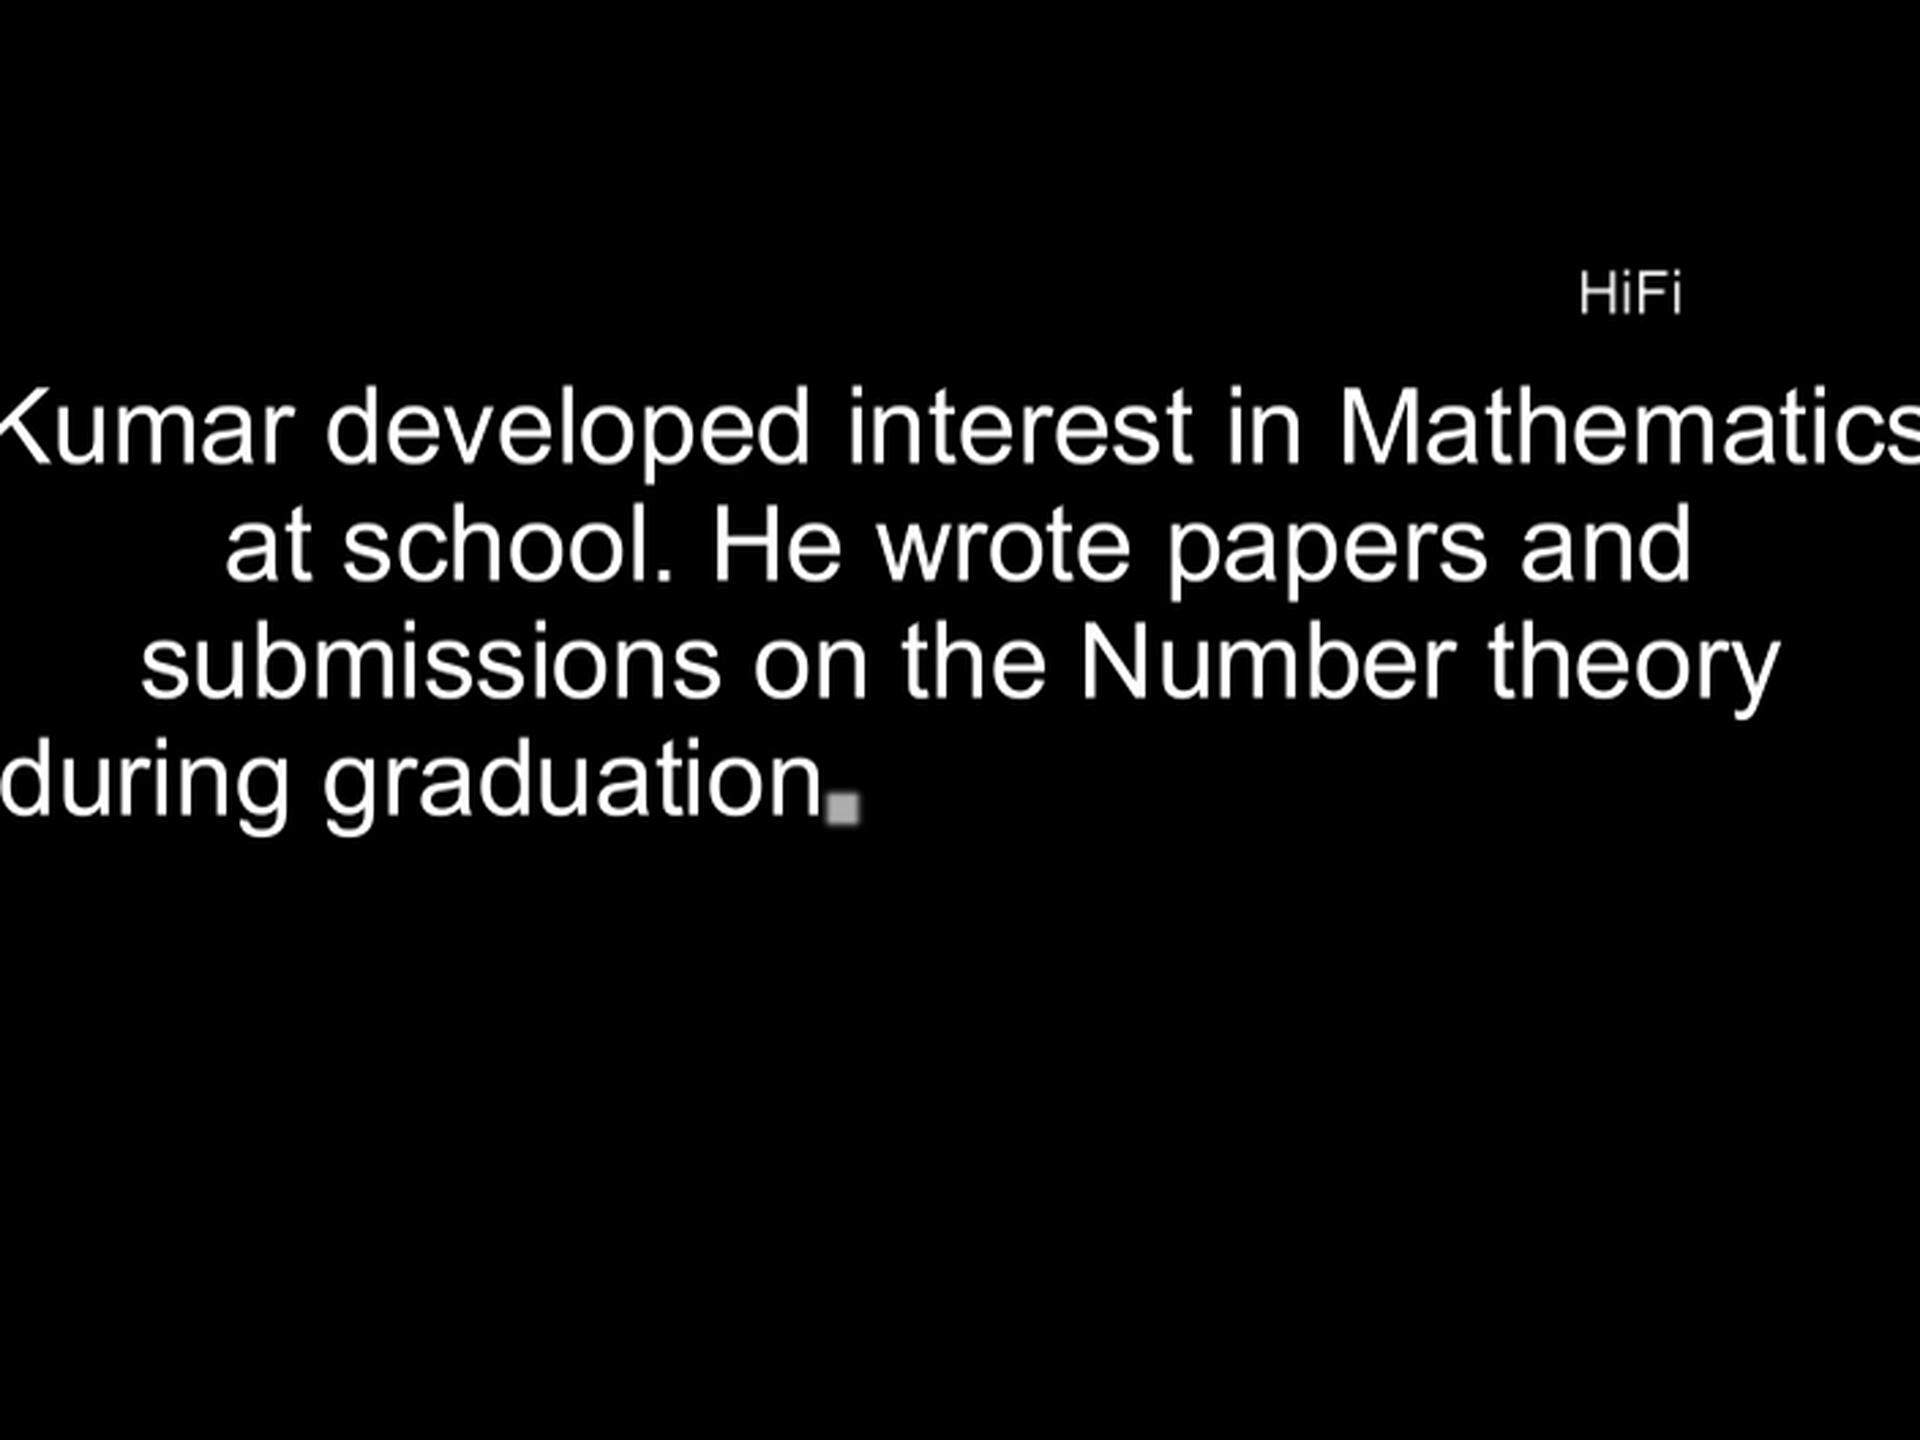 HiFi
Kumar developed interest in Mathematics
at school. He wrote papers and
submissions on the Number theory
during graduation.